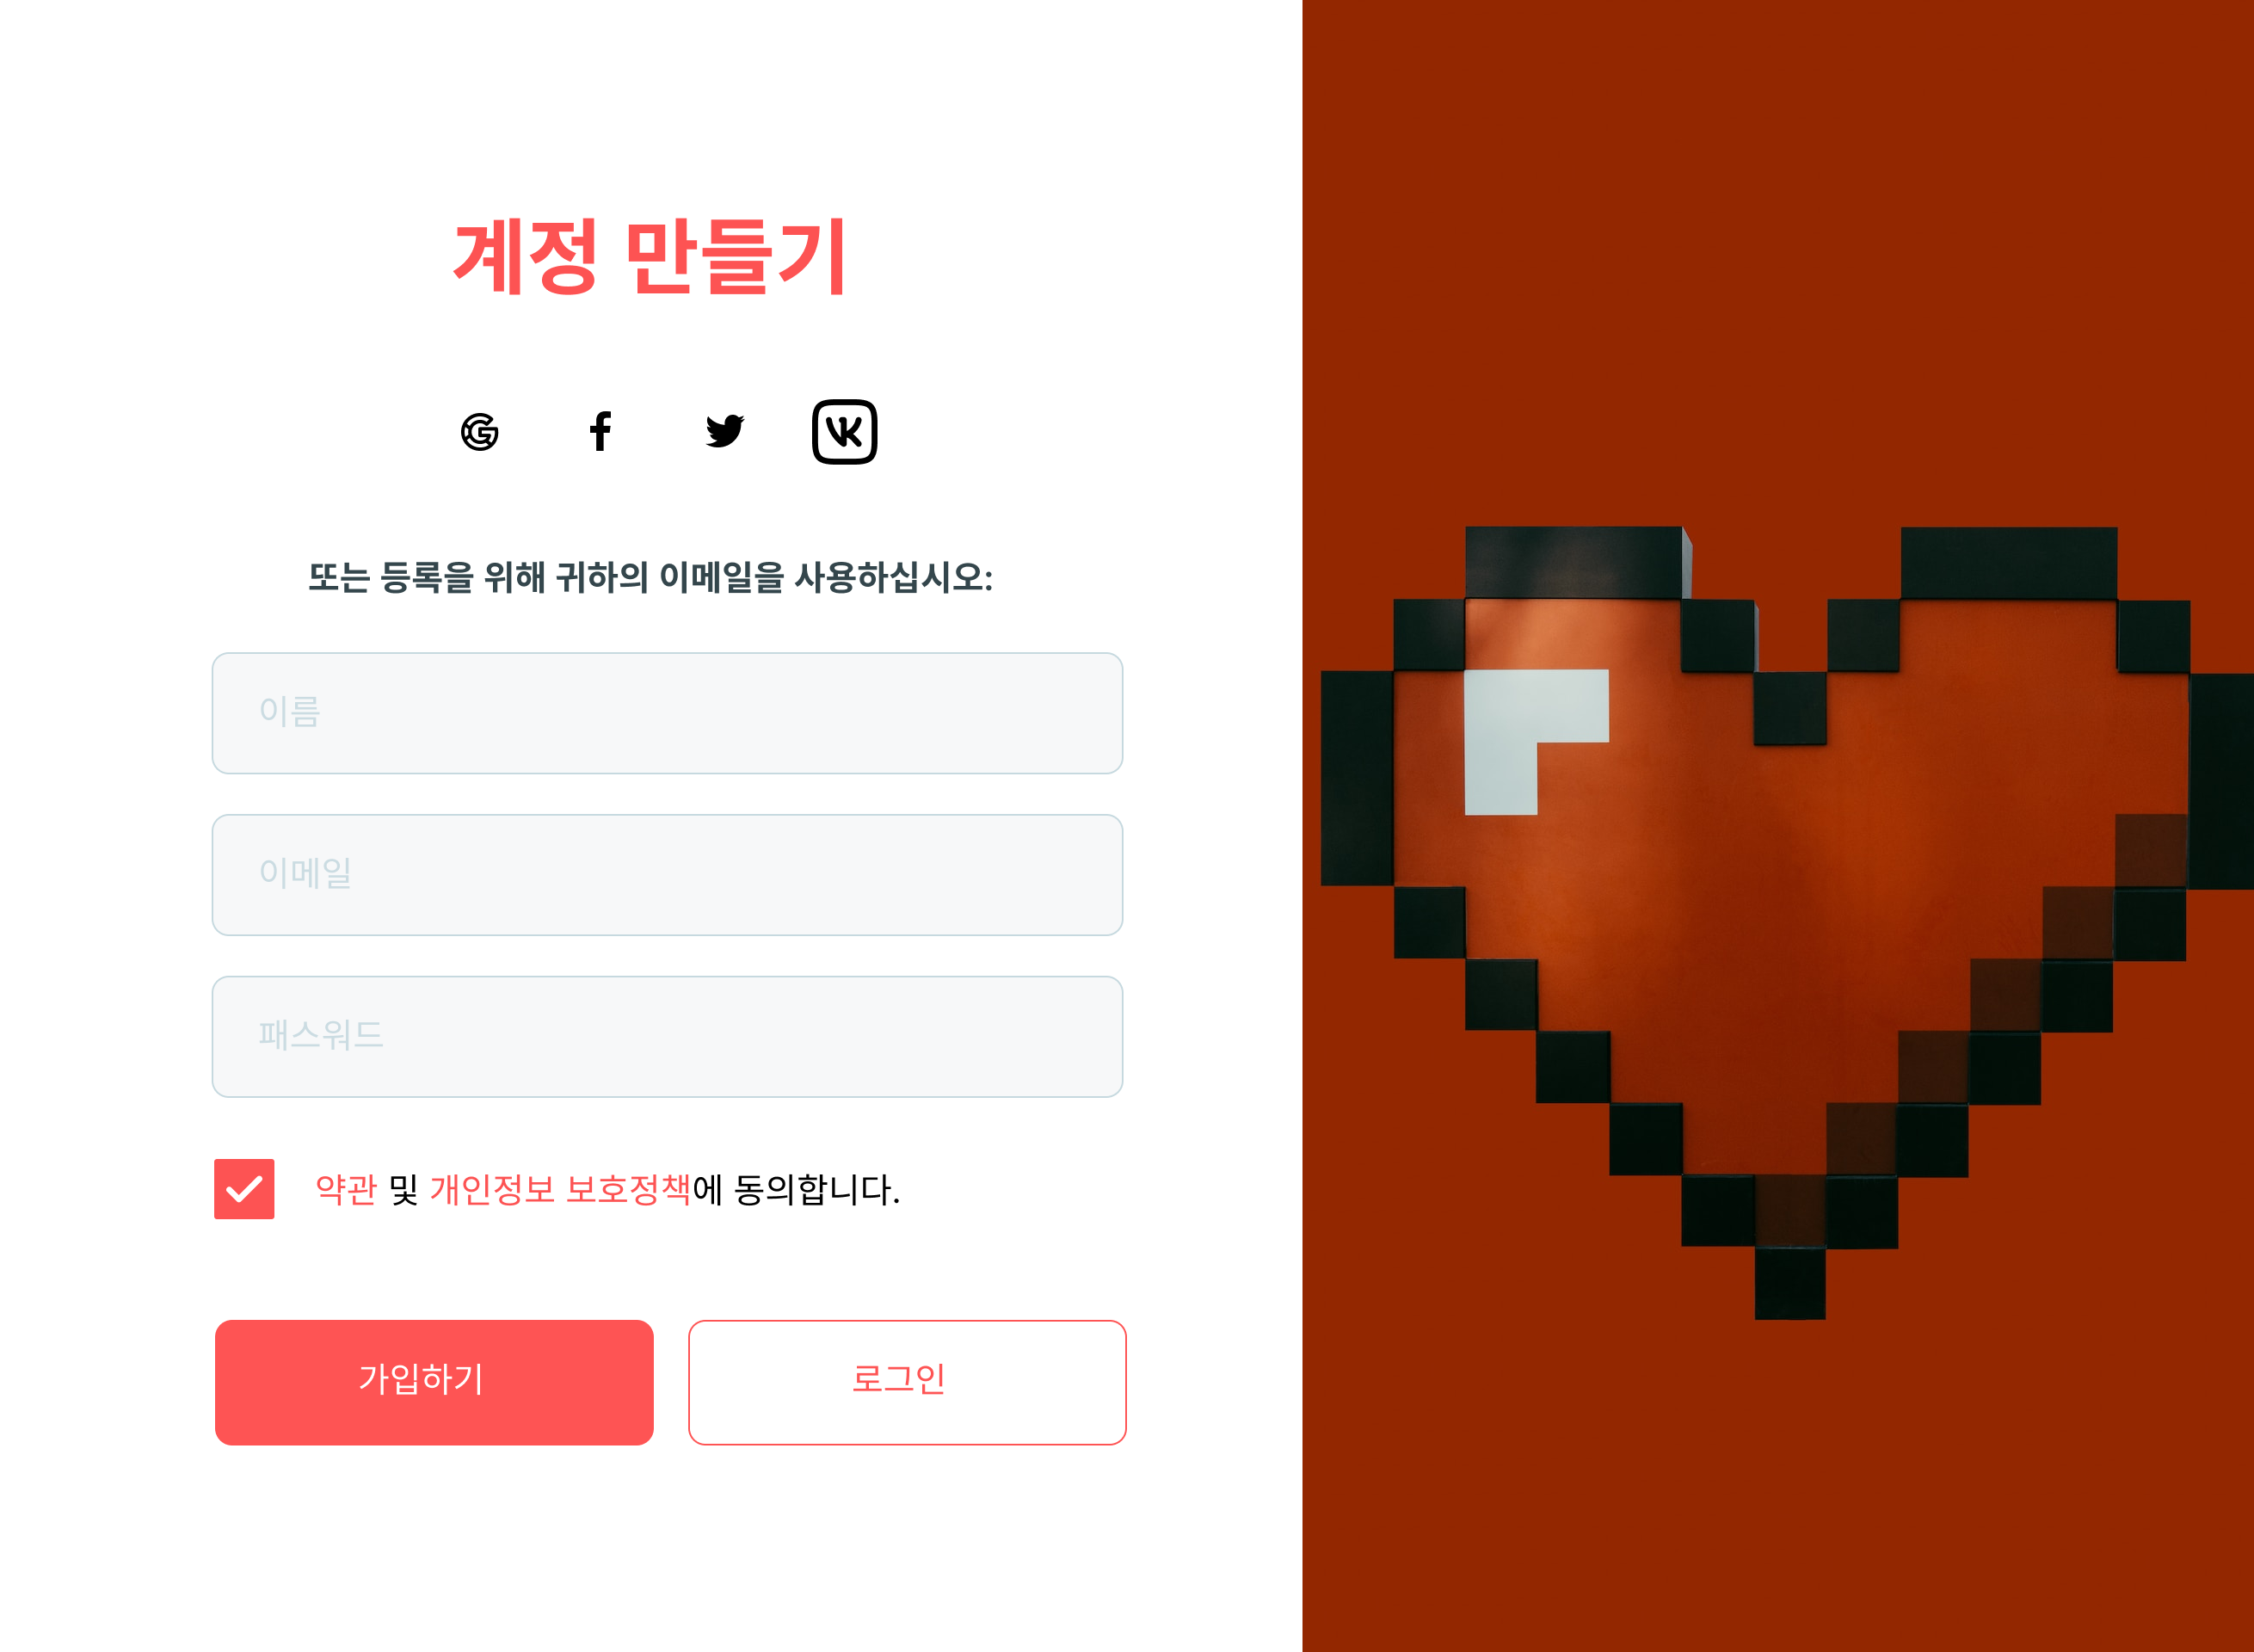 계정 만들기
또는 등록을 위해 귀하의 이메일을 사용하십시오:
이름
이메일
패스워드
약관 및 개인정보 보호정책에 동의합니다.
가입하기
로그인